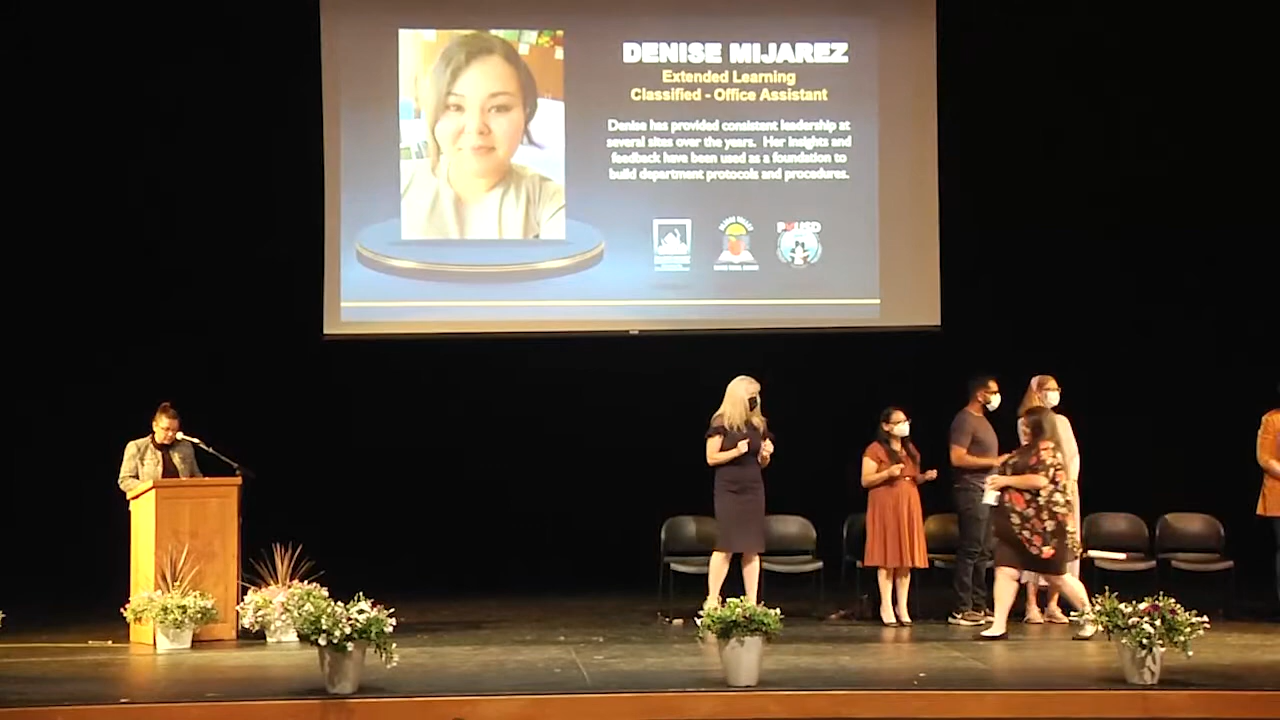 DENISE MIJAREZ
Extended Learning
Classified - Office Assistant
Denise has provided consistent leadership at
several sites over the years. Her insights and
feedback have been used as a foundation to
build department protocols and procedures.